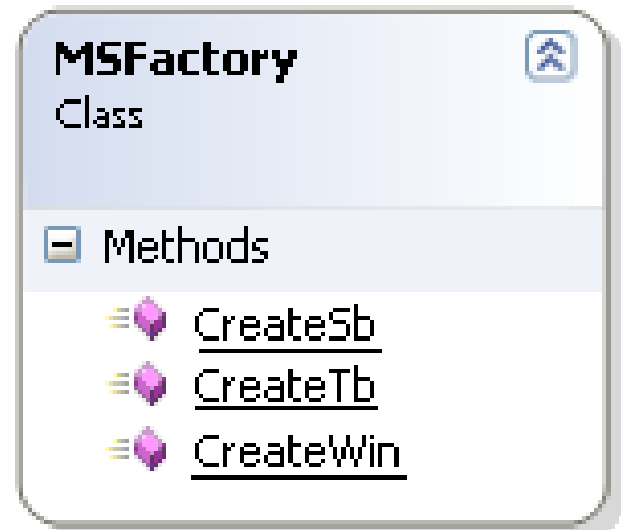 MSFactory
Class
Methods
CreateSb
CreateTb
CreateWin